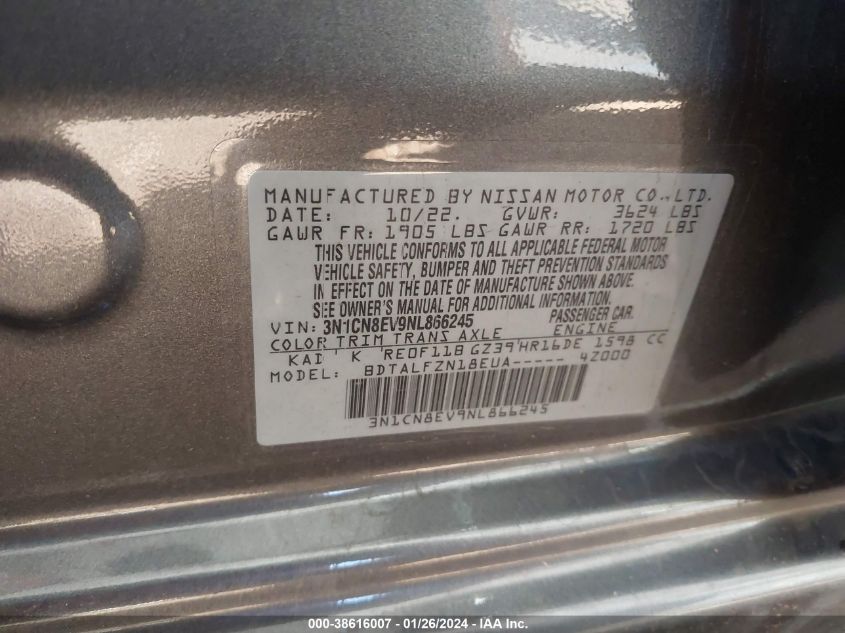 MANUFACTURED BY NISSAN MOTOR CO., LTD.
DATE: 10/22. GVWR: 3624 LBS
GAWR FR: 1905 LBS GAWR RR: 1720 LBS
THIS VEHICLE CONFORMS TO ALL APPLICABLE FEDERAL MOTOR
VEHICLE SAFETY, BUMPER AND THEFT PREVENTION STANDARDS
IN EFFECT ON THE DATE OF MANUFACTURE SHOWN ABOVE.
SEE OWNER'S MANUAL FOR ADDITIONAL INFORMATION.
VIN: 3N1CN8EV9NL866245 PASSENGER CAR.
COLOR TRIM TRANS AXLE ENGINE
KAD K RE0F11B GZ39 HR16DE 1598 CC
MODEL: BDTALFZN18EUA----- 4Z000
3N1CN8EV9NL866245
000-38616007 - 01/26/2024 - IAA Inc.